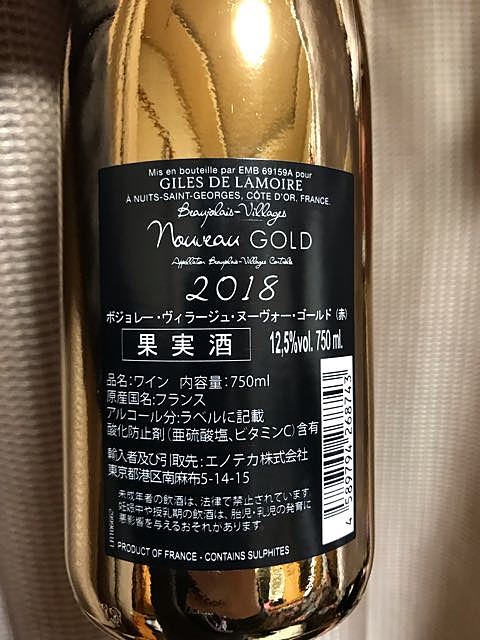 Mis en bouteille par EMB 69159A pour
GILES DE LAMOIRE
À NUITS-SAINT-GEORGES, CÔTE D'OR, FRANCE.
Beaujolais-Villages
Nouveau GOLD
Appellation Beaujolais-Villages Contrôlée
2018
ボジョレー・ヴィラージュ・ヌーヴォー・ゴールド (赤)
果実酒 12,5%vol. 750 ml.
品名:ワイン 内容量:750ml
原産国名:フランス
アルコール分:ラベルに記載
酸化防止剤(亜硫酸塩、ビタミンC)含有
輸入者及び引取先:エノテカ株式会社
東京都港区南麻布5-14-15
未成年者の飲酒は、法律で禁止されています。
妊娠中や授乳期の飲酒は、胎児・乳児の発育に
悪影響を与えるおそれがあります。
PRODUCT OF FRANCE - CONTAINS SULPHITES
4 589794 268743